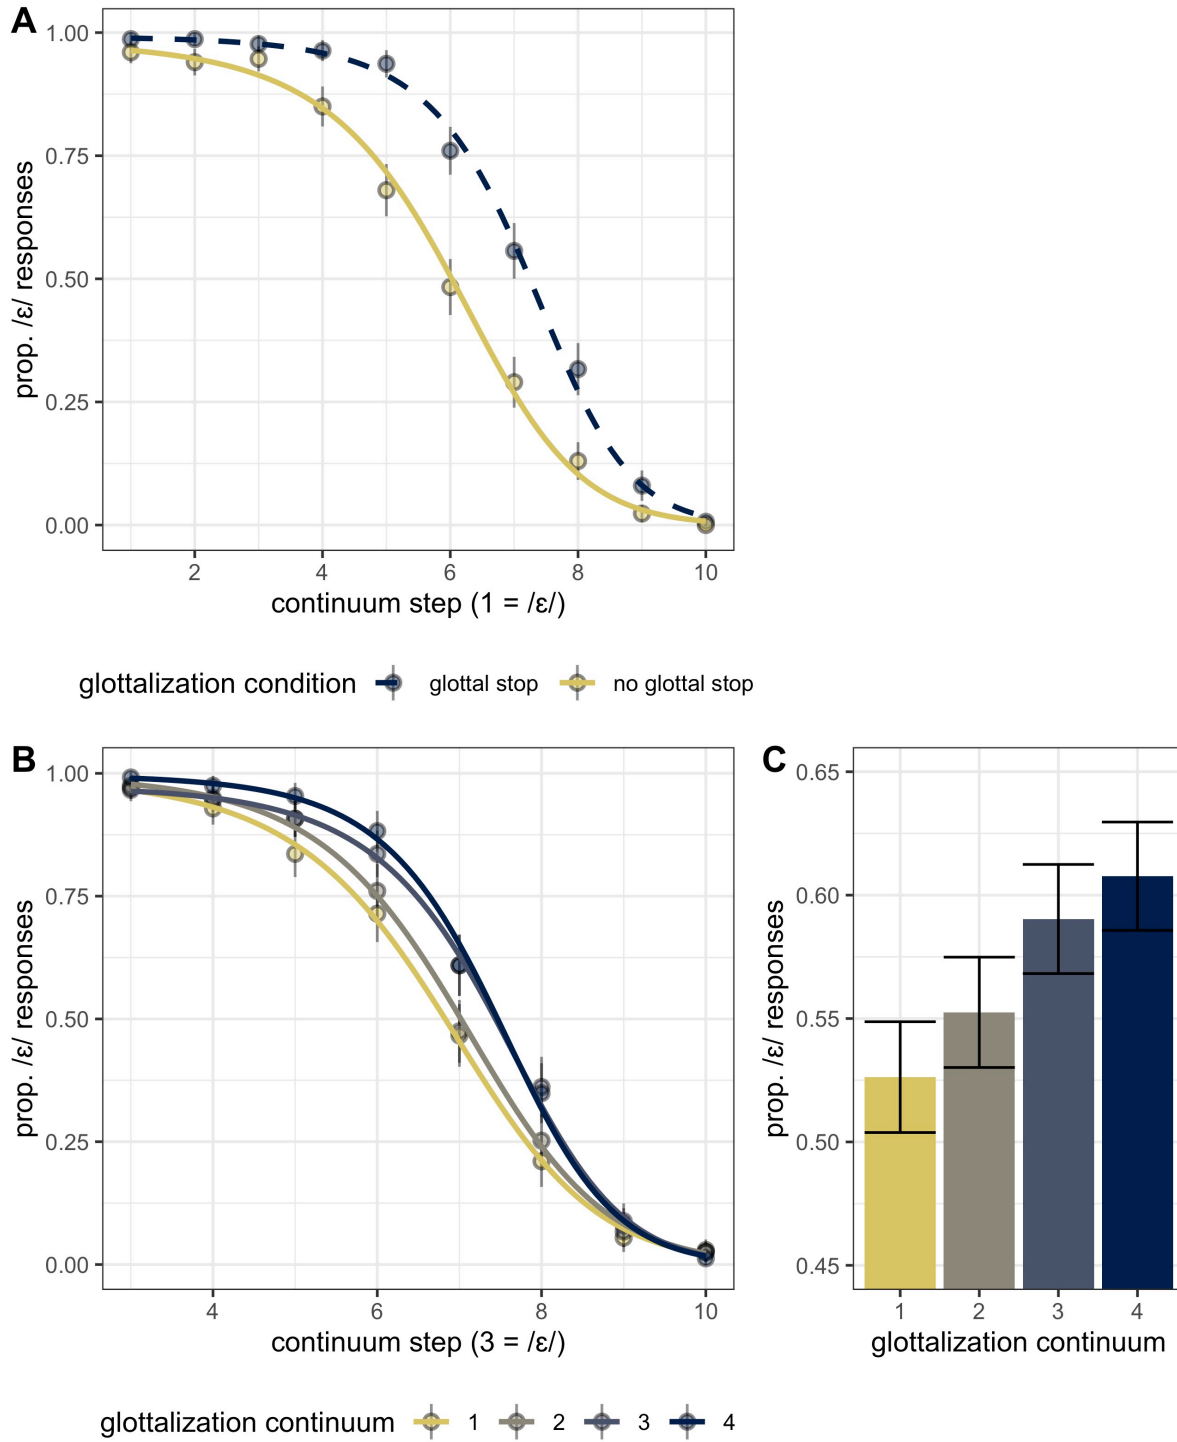 A
1.00
0.75
0.50
0.25
0.00
prop. /ɛ/ responses
2 4 6 8 10
continuum step (1 = /ɛ/)
glottalization condition glottal stop no glottal stop
B
1.00
0.75
0.50
0.25
0.00
prop. /ɛ/ responses
4 6 8 10
continuum step (3 = /ɛ/)
glottalization continuum 1 2 3 4
C
0.65
0.60
0.55
0.50
0.45
prop. /ɛ/ responses
1 2 3 4
glottalization continuum